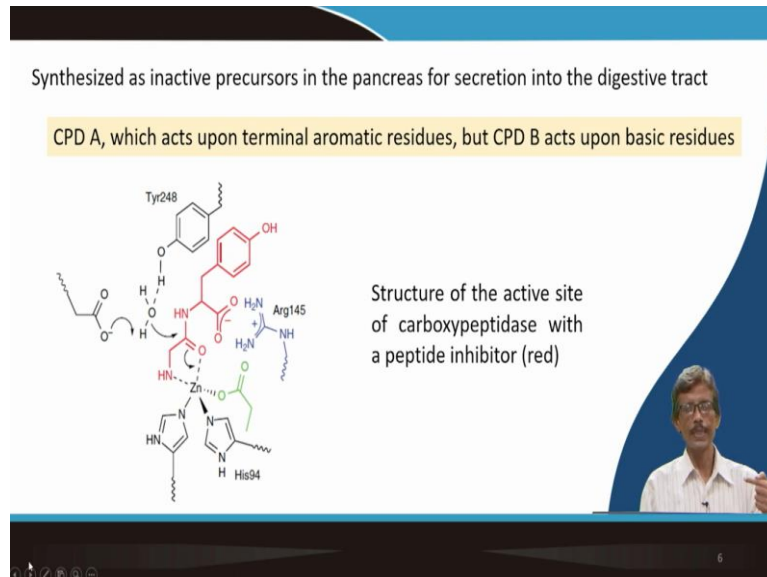 Synthesized as inactive precursors in the pancreas for secretion into the digestive tract
CPD A, which acts upon terminal aromatic residues, but CPD B acts upon basic residues
Tyr248
OH
O
H
H
O
H
O
O-
HN
O
O-
H2N
+
H2N
NH
Arg145
O
HN
Zn
O
O
N
HN
N
N
H
His94
Structure of the active site
of carboxypeptidase with
a peptide inhibitor (red)
6